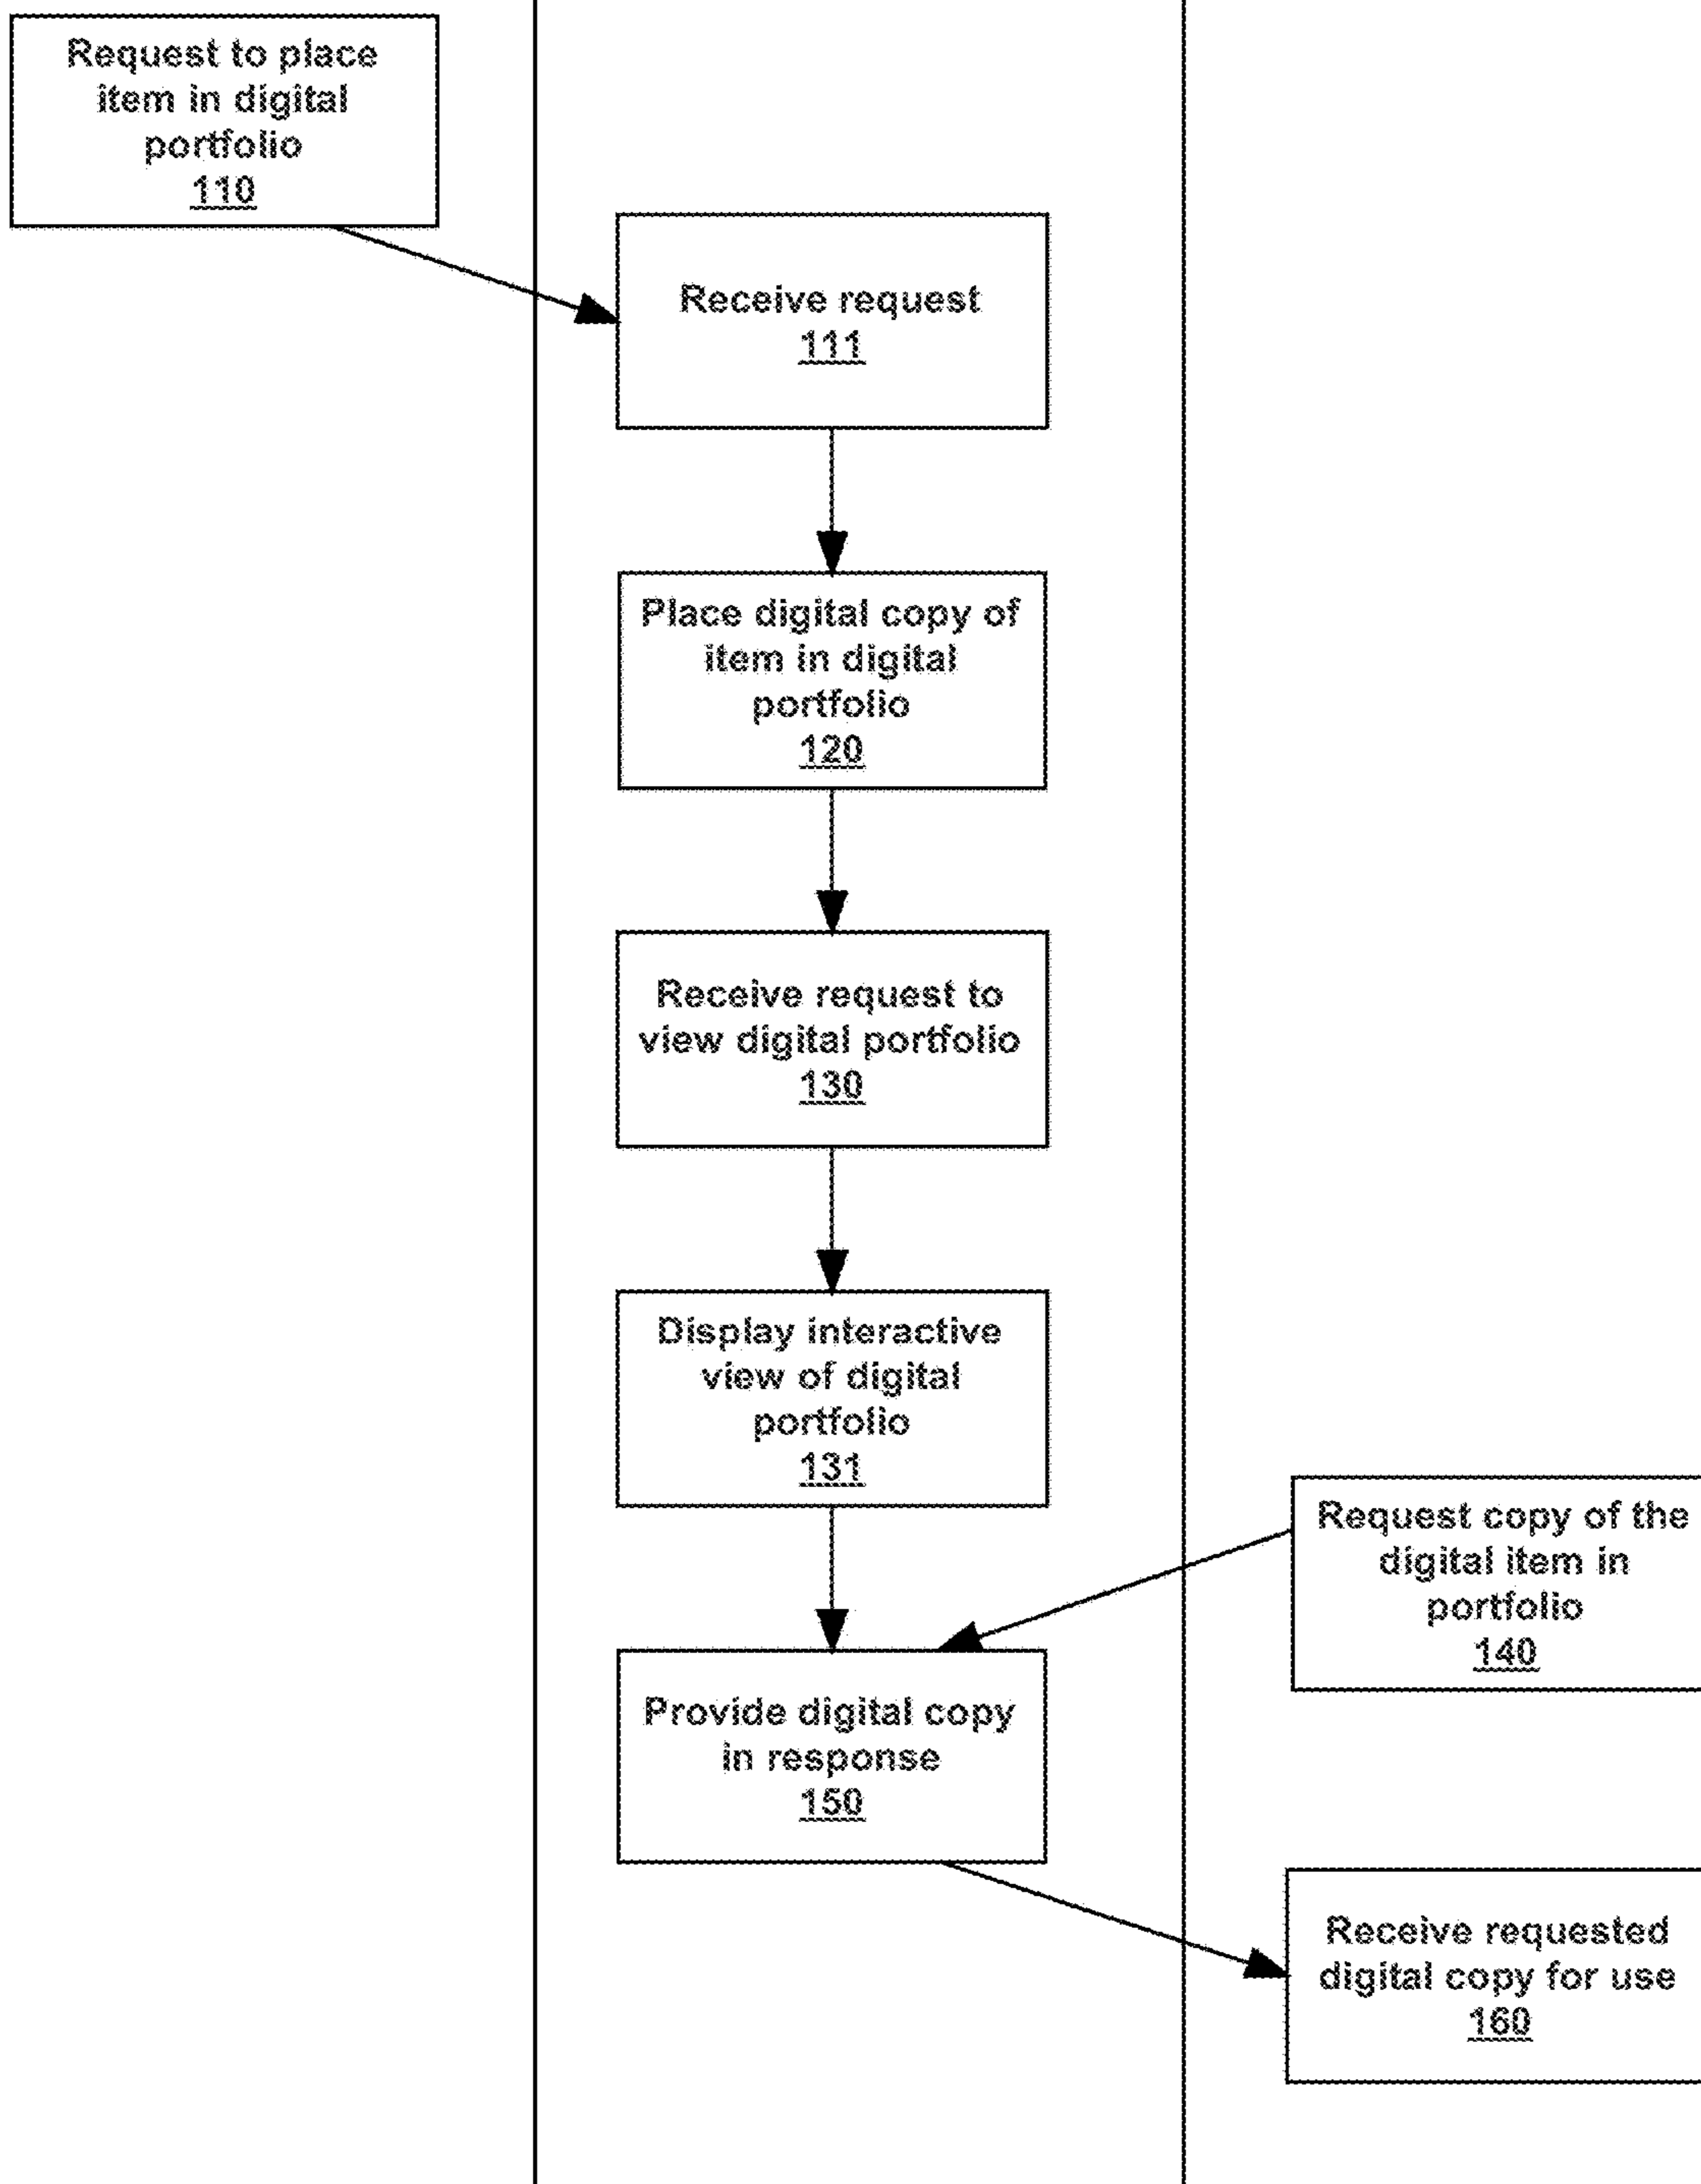 Request to place
item in digital
portfolio
110
Receive request
111
Place digital copy of
item in digital
portfolio
120
Receive request to
view digital portfolio
130
Display interactive
view of digital
portfolio
131
Request copy of the
digital item in
portfolio
140
Provide digital copy
in response
150
Receive requested
digital copy for use
160